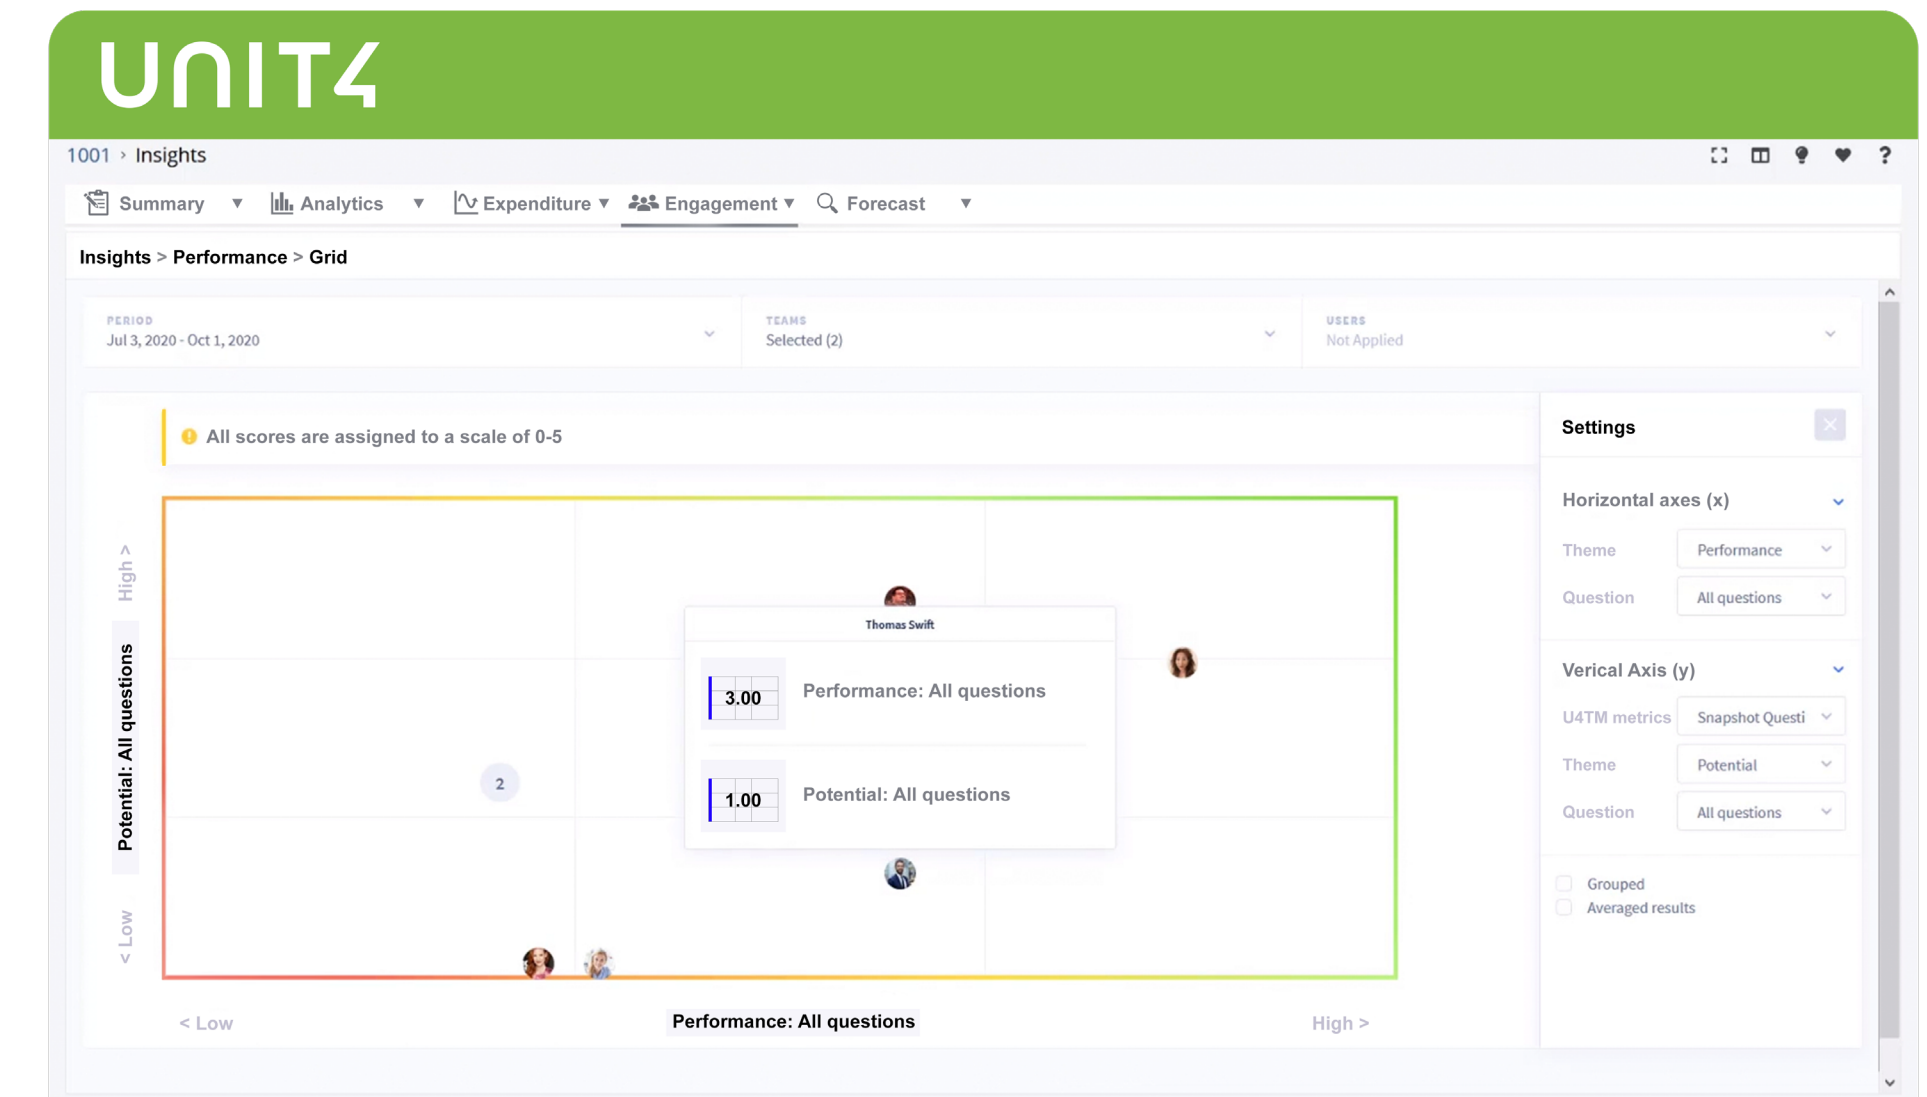 UNIT4
1001 › Insights
?
Summary ▼ Analytics ▼ Expenditure ▼ Engagement ▼ Forecast ▼
Insights > Performance > Grid
PERIOD
Jul 3, 2020 - Oct 1, 2020
TEAMS
Selected (2)
USERS
Not Applied
All scores are assigned to a scale of 0-5
High >
Potential: All questions
< Low
Thomas Swift
3.00 Performance: All questions
1.00 Potential: All questions
2
< Low
Performance: All questions
High >
Settings
Horizontal axes (x)
Theme Performance
Question All questions
Verical Axis (y)
U4TM metrics Snapshot Questi
Theme Potential
Question All questions
Grouped
Averaged results